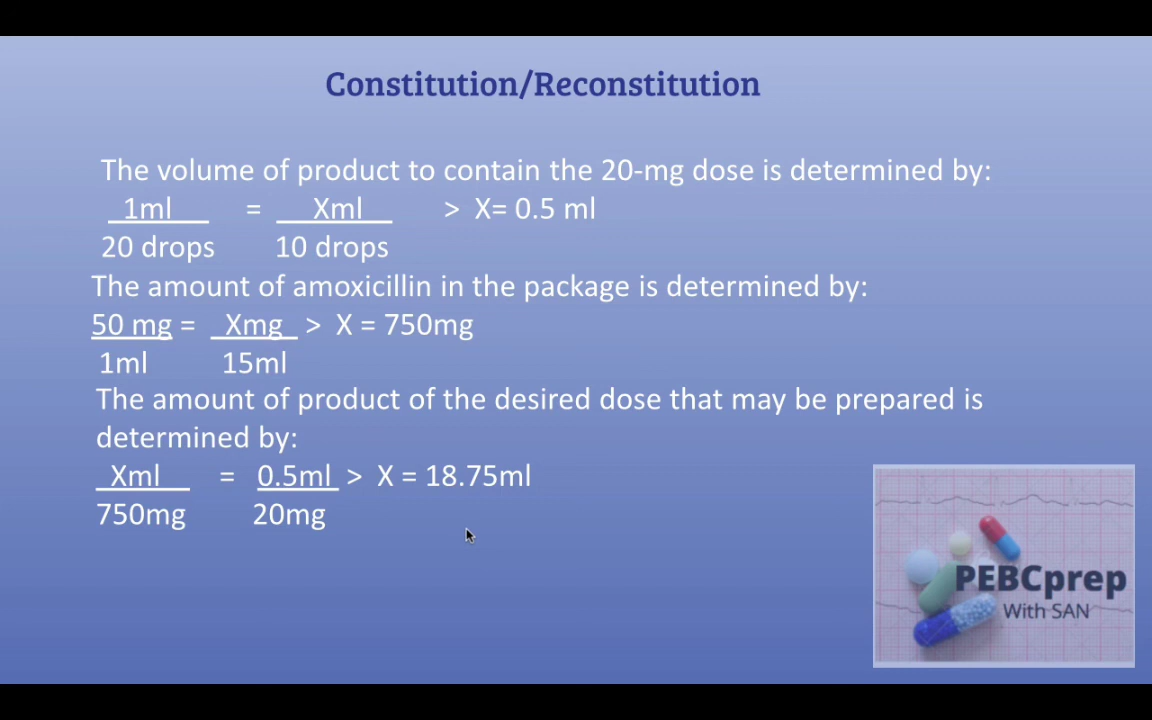 Constitution/Reconstitution
The volume of product to contain the 20-mg dose is determined by:
1ml = Xml > X= 0.5 ml
20 drops 10 drops
The amount of amoxicillin in the package is determined by:
50 mg = Xmg > X = 750mg
1ml 15ml
The amount of product of the desired dose that may be prepared is
determined by:
Xml = 0.5ml > X = 18.75ml
750mg 20mg
PEBCprep
With SAN